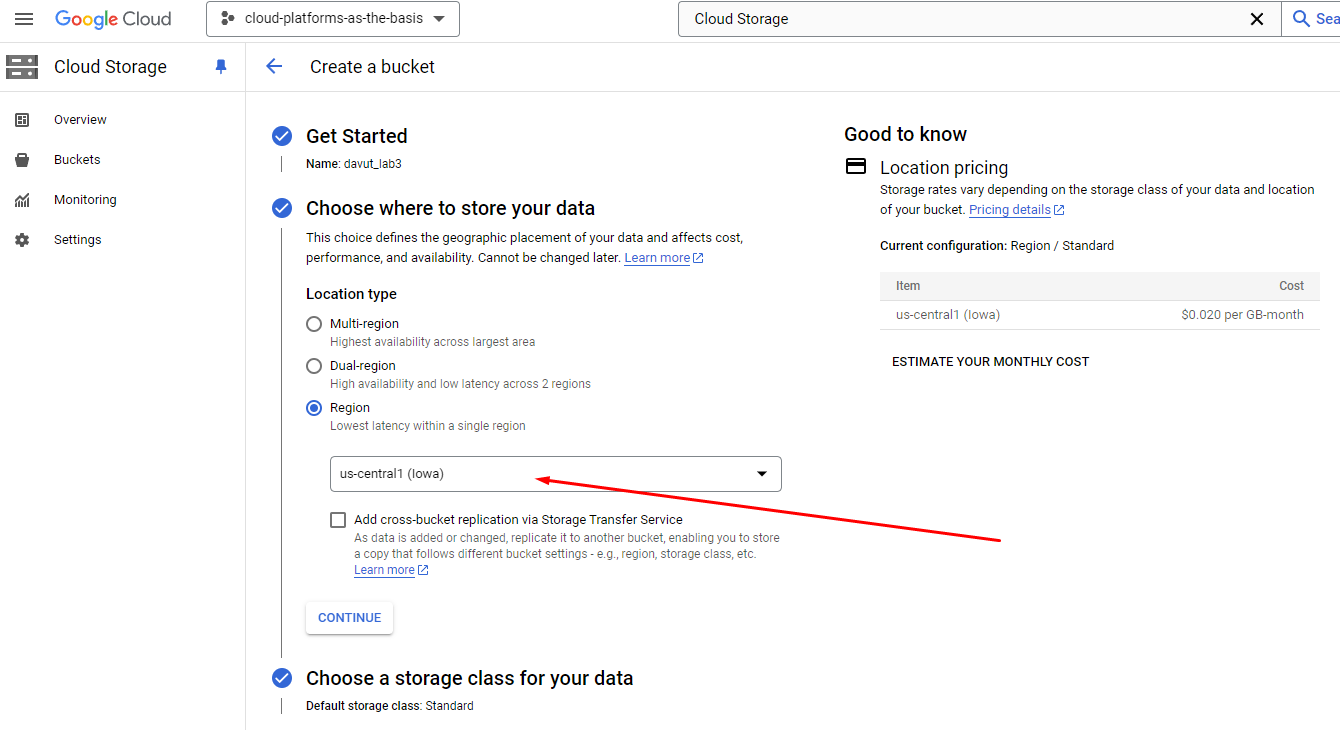 Google Cloud
cloud-platforms-as-the-basis
Cloud Storage
Sea
Cloud Storage
Create a bucket
Overview
Buckets
Monitoring
Settings
Get Started
Name: davut_lab3
Choose where to store your data
This choice defines the geographic placement of your data and affects cost,
performance, and availability. Cannot be changed later. Learn more
Location type
Multi-region
Highest availability across largest area
Dual-region
High availability and low latency across 2 regions
Region
Lowest latency within a single region
us-central1 (Iowa)
Add cross-bucket replication via Storage Transfer Service
As data is added or changed, replicate it to another bucket, enabling you to store
a copy that follows different bucket settings - e.g., region, storage class, etc.
Learn more
CONTINUE
Choose a storage class for your data
Default storage class: Standard
Good to know
Location pricing
Storage rates vary depending on the storage class of your data and location
of your bucket. Pricing details
Current configuration: Region / Standard
Item Cost
us-central1 (Iowa) $0.020 per GB-month
ESTIMATE YOUR MONTHLY COST